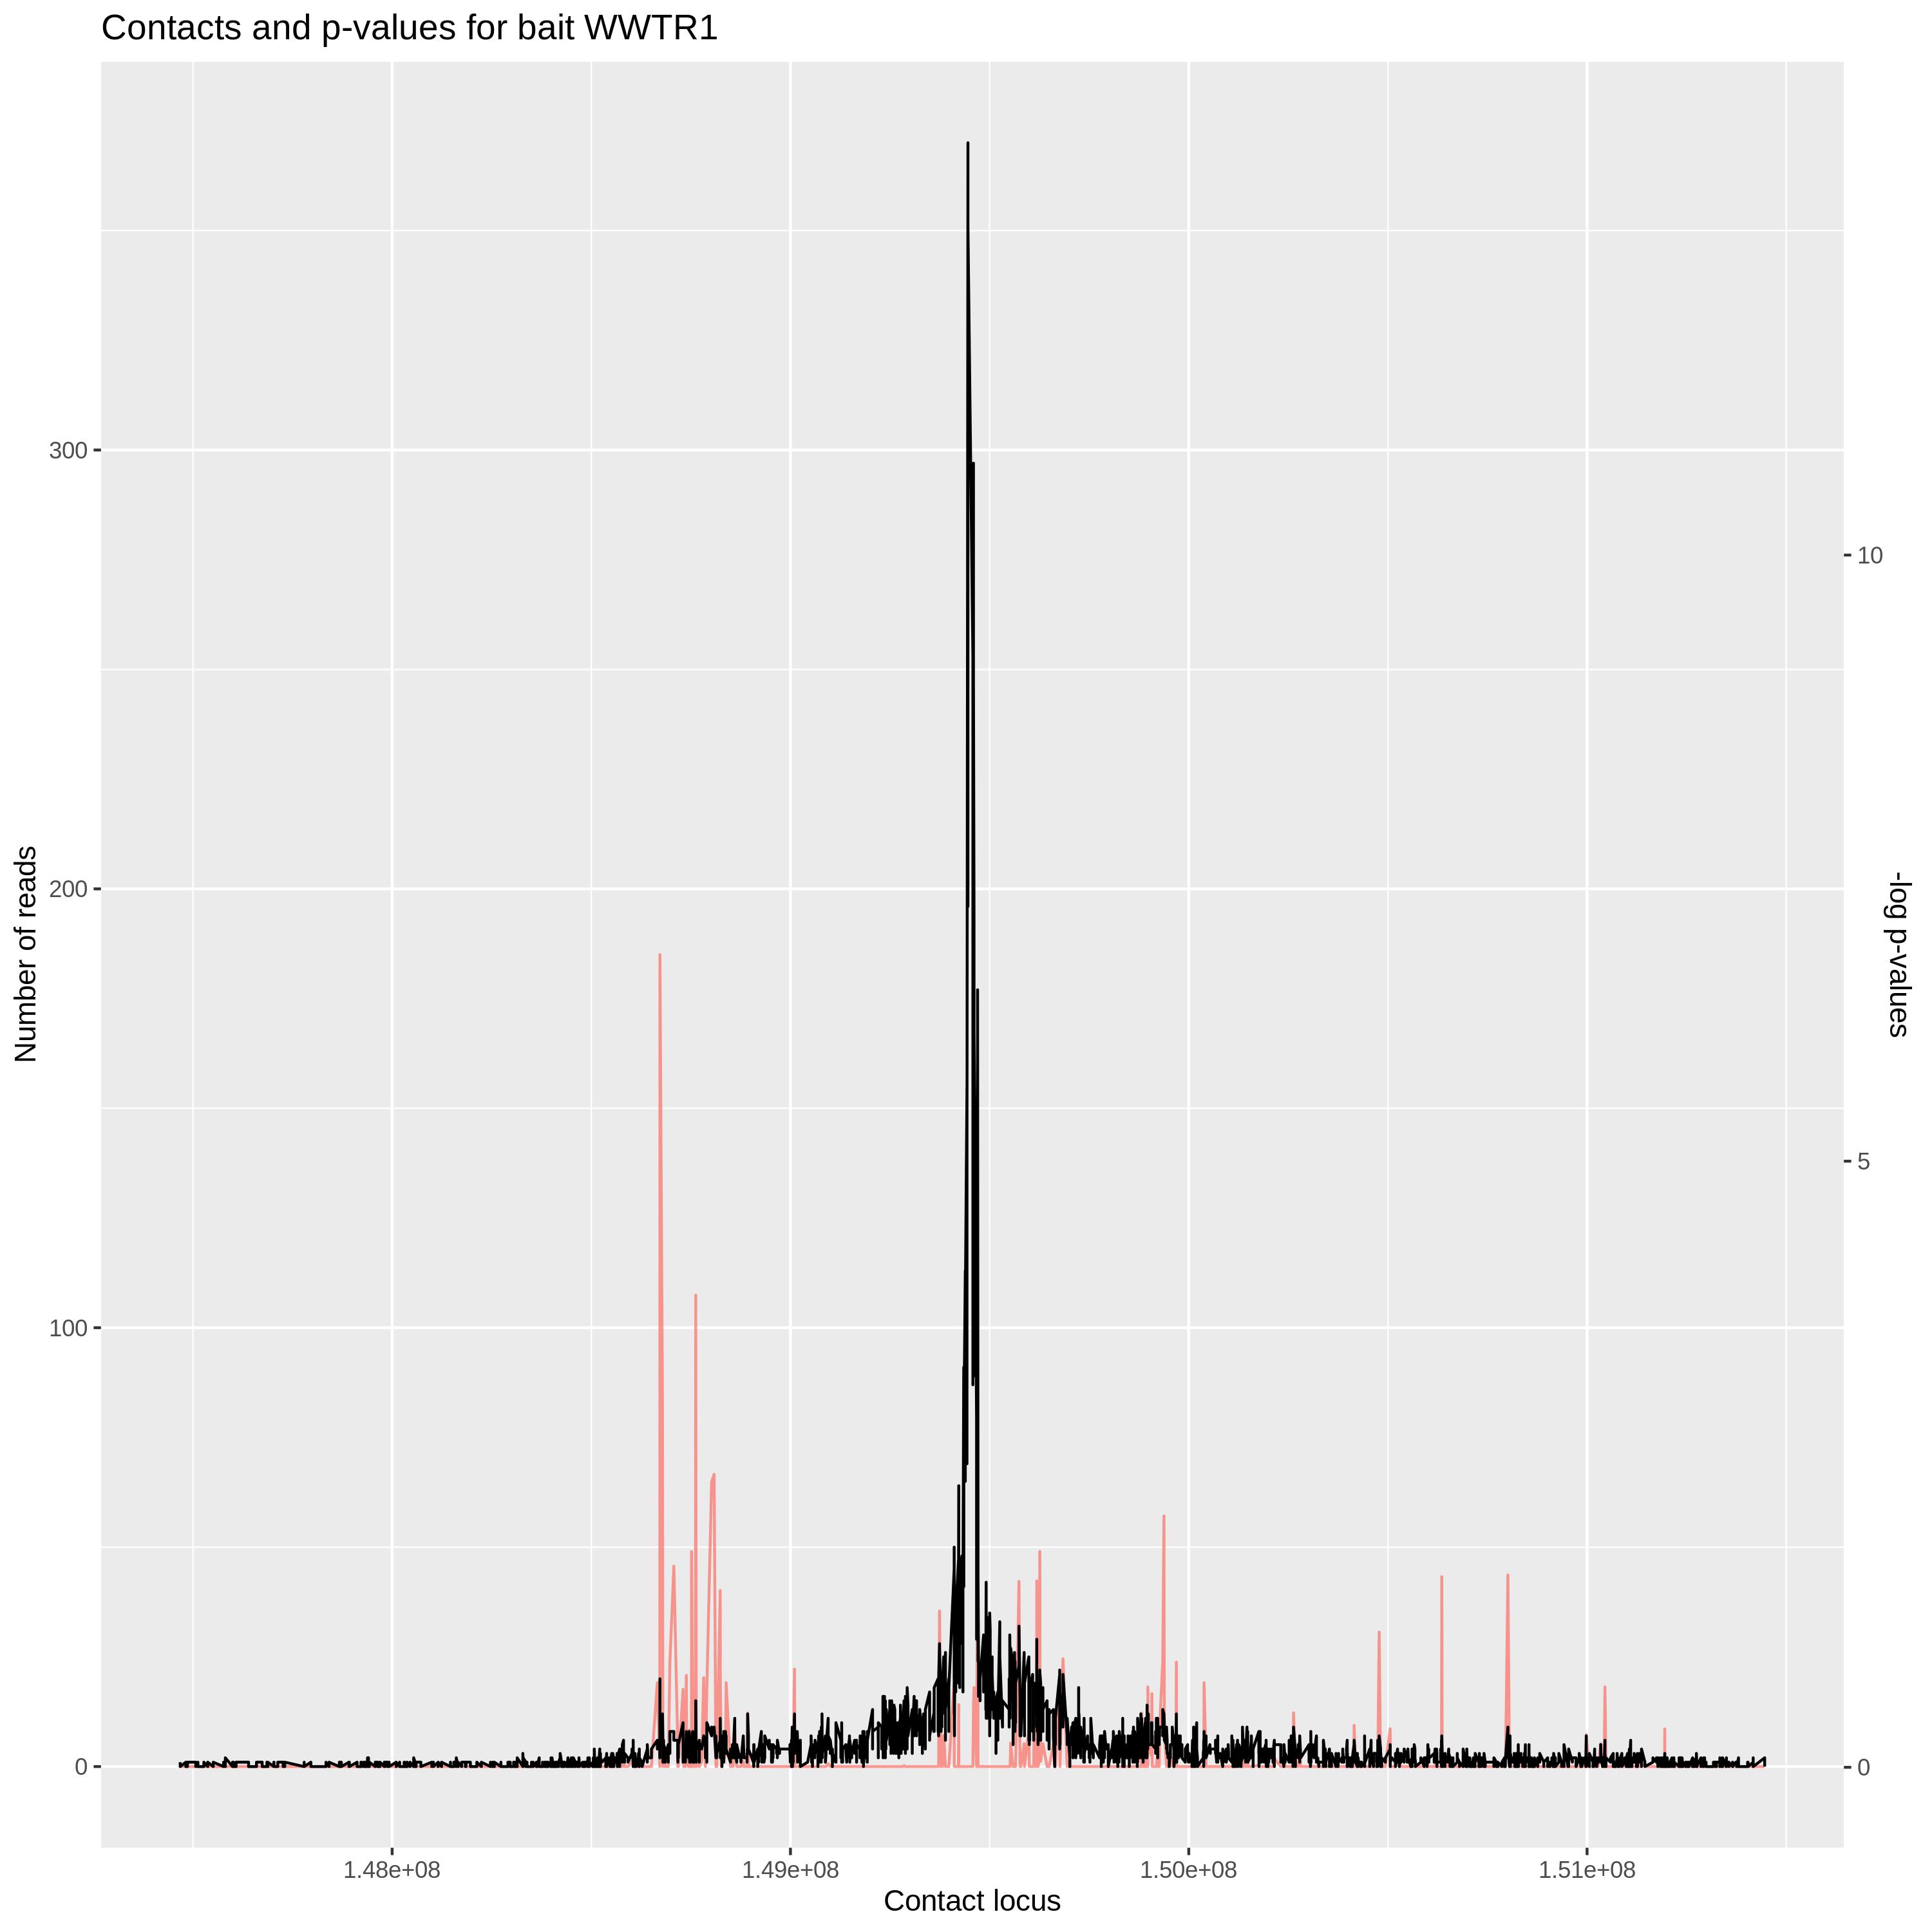 Contacts and p-values for bait WWTR1
300
200
100
0
Number of reads
10
5
0
-log p-values
1.48e+08 1.49e+08 1.50e+08 1.51e+08
Contact locus